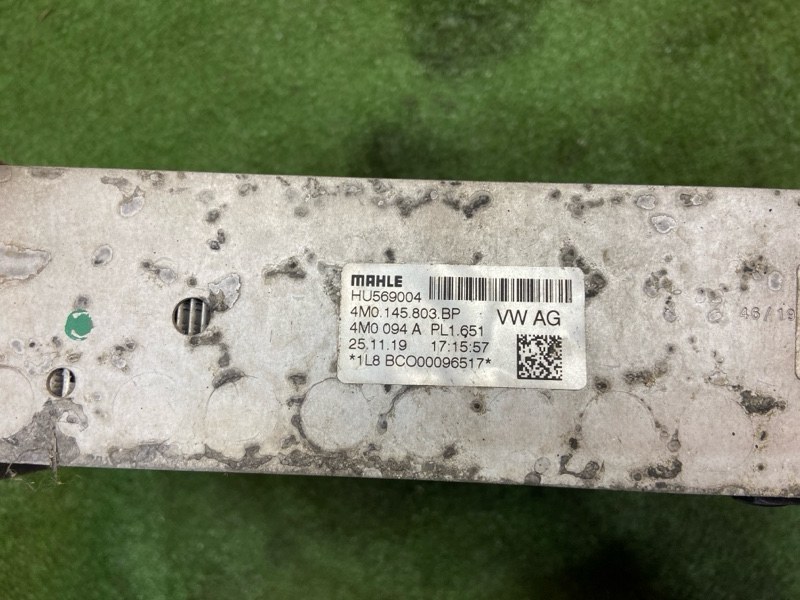 MAHLE
HU569004
4M0.145.803.BP
4M0 094 A PL1.651
VW AG
25.11.19 17:15:57
*1L8 BCO00096517*
46/19